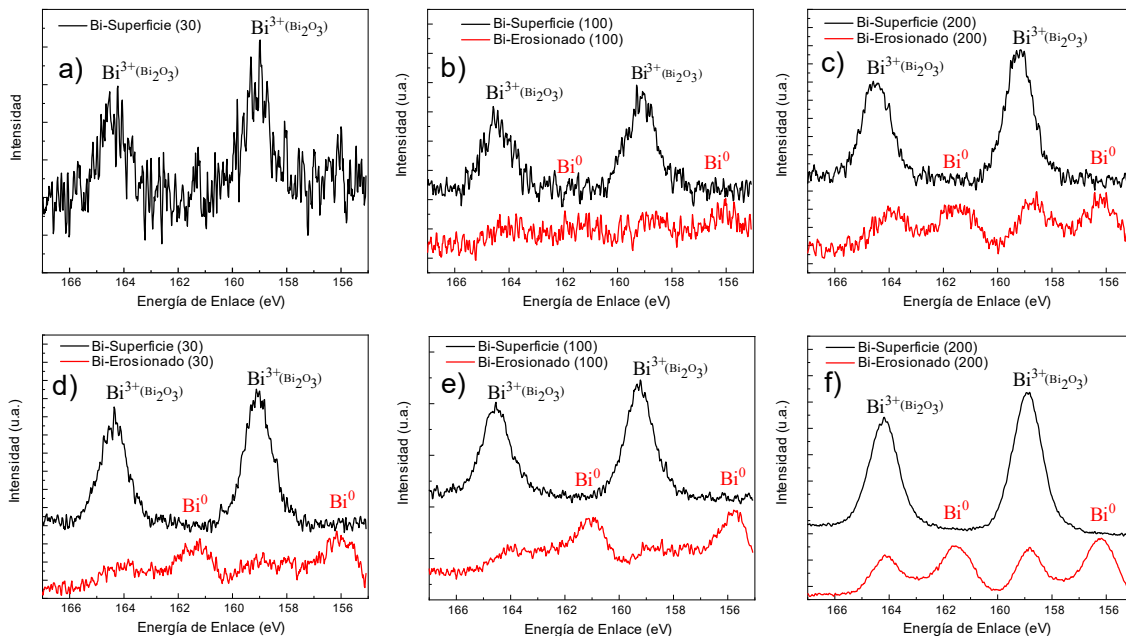 Bi-Superficie (30)
a)
Bi³⁺(Bi₂O₃)
Bi³⁺(Bi₂O₃)
Intensidad
166 164 162 160 158 156
Energía de Enlace (eV)
Bi-Superficie (100)
Bi-Erosionado (100)
b)
Bi³⁺(Bi₂O₃)
Bi³⁺(Bi₂O₃)
Bi⁰
Bi⁰
Intensidad (u.a.)
166 164 162 160 158 156
Energía de Enlace (eV)
Bi-Superficie (200)
Bi-Erosionado (200)
c)
Bi³⁺(Bi₂O₃)
Bi³⁺(Bi₂O₃)
Bi⁰
Bi⁰
Intensidad (u.a.)
166 164 162 160 158 156
Energía de Enlace (eV)
Bi-Superficie (30)
Bi-Erosionado (30)
d)
Bi³⁺(Bi₂O₃)
Bi³⁺(Bi₂O₃)
Bi⁰
Bi⁰
Intensidad (u.a.)
166 164 162 160 158 156
Energía de Enlace (eV)
Bi-Superficie (100)
Bi-Erosionado (100)
e)
Bi³⁺(Bi₂O₃)
Bi³⁺(Bi₂O₃)
Bi⁰
Bi⁰
Intensidad (u.a.)
166 164 162 160 158 156
Energía de Enlace (eV)
Bi-Superficie (200)
Bi-Erosionado (200)
f)
Bi³⁺(Bi₂O₃)
Bi³⁺(Bi₂O₃)
Bi⁰
Bi⁰
Intensidad (u.a.)
166 164 162 160 158 156
Energía de Enlace (eV)